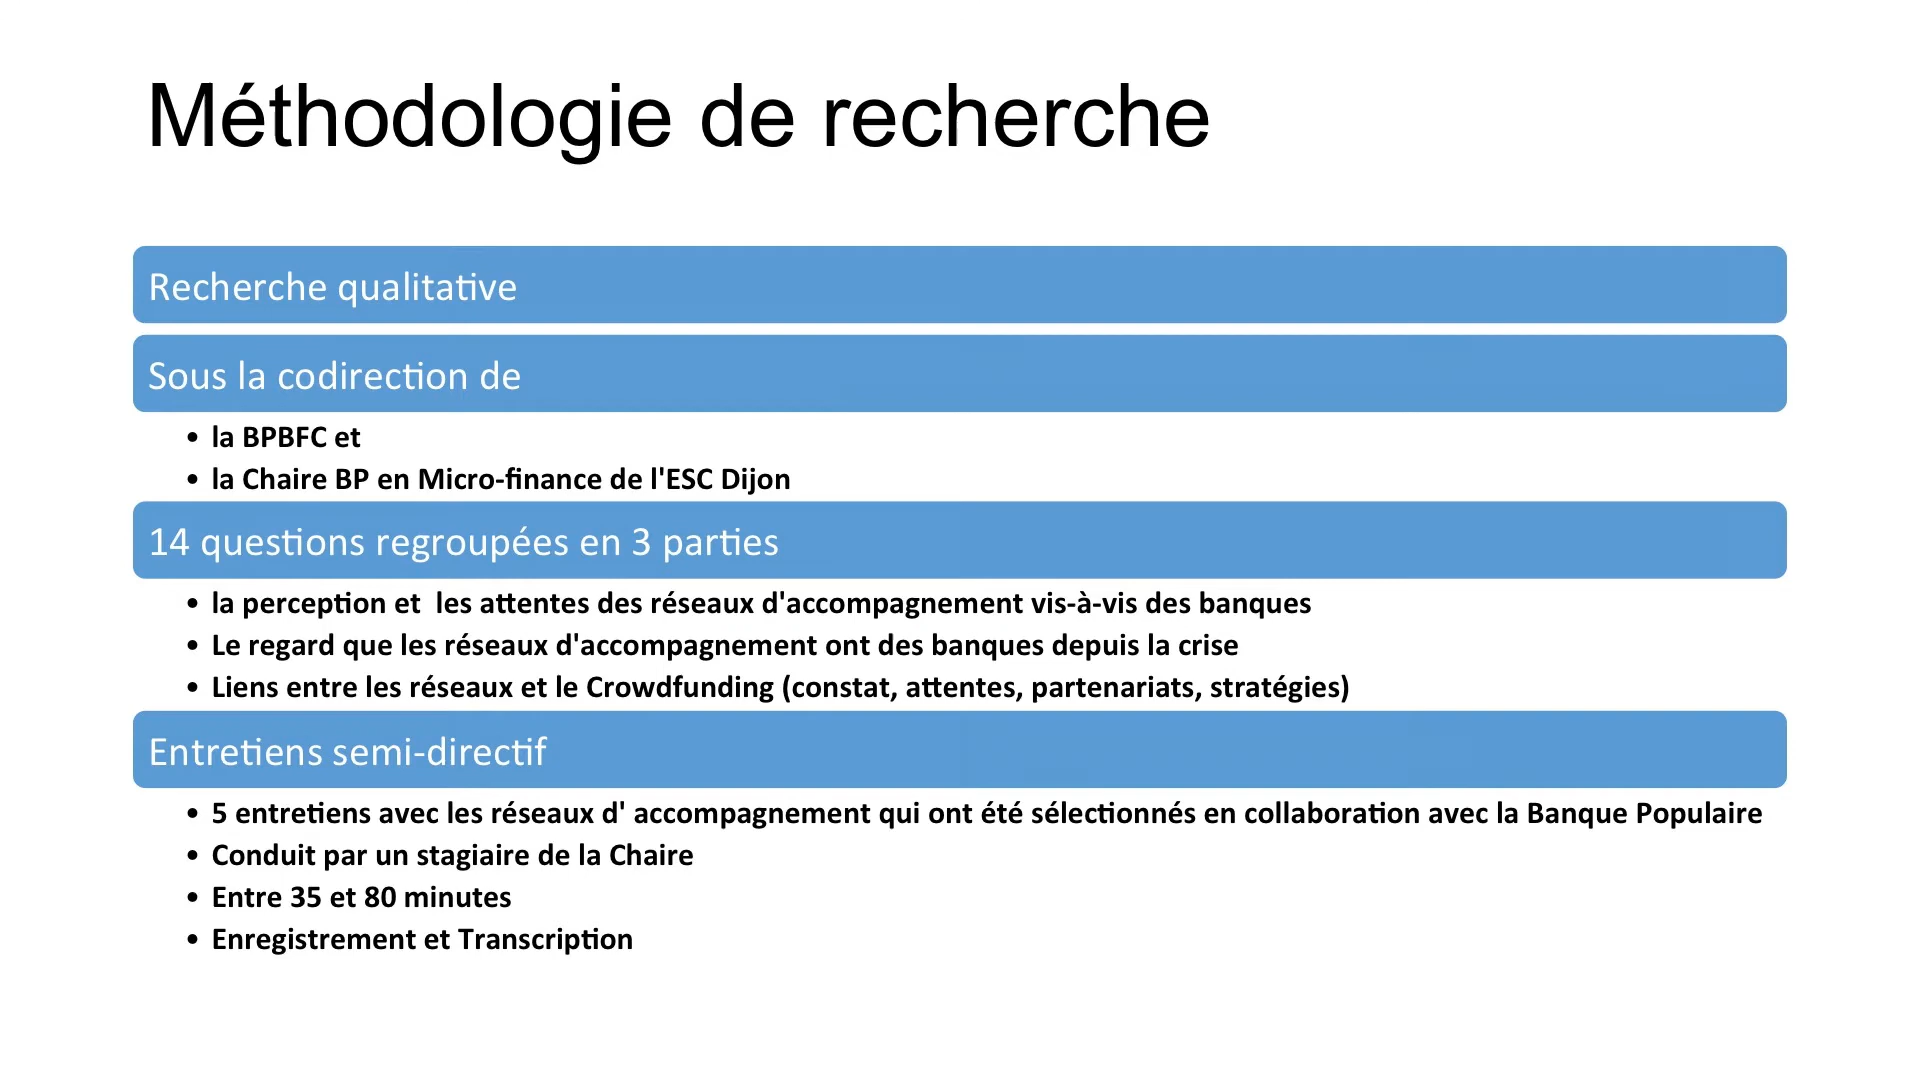 Méthodologie de recherche
Recherche qualitative
Sous la codirection de
• la BPBFC et
• la Chaire BP en Micro-finance de l'ESC Dijon
14 questions regroupées en 3 parties
• la perception et  les attentes des réseaux d'accompagnement vis-à-vis des banques
• Le regard que les réseaux d'accompagnement ont des banques depuis la crise
• Liens entre les réseaux et le Crowdfunding (constat, attentes, partenariats, stratégies)
Entretiens semi-directif
• 5 entretiens avec les réseaux d' accompagnement qui ont été sélectionnés en collaboration avec la Banque Populaire
• Conduit par un stagiaire de la Chaire
• Entre 35 et 80 minutes
• Enregistrement et Transcription